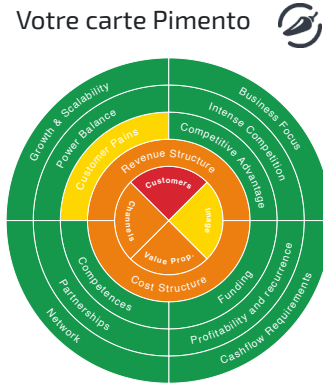 Votre carte Pimento
Growth & Scalability
Business Focus
Power Balance
Intense Competition
Customer Pains
Competitive Advantage
Revenue Structure
Customers
Channels
Image
Value Prop.
Cost Structure
Competences
Funding
Partnerships
Profitability and recurrence
Network
Cashflow Requirements